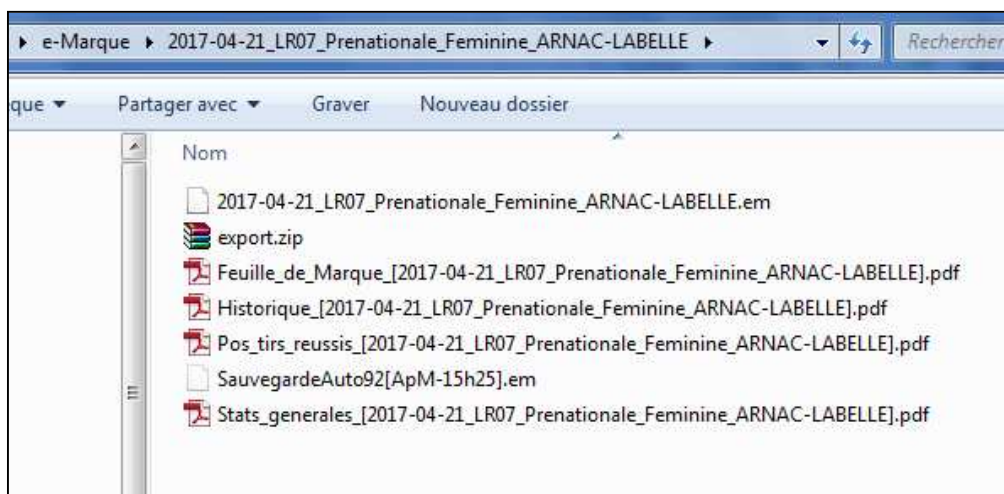 e-Marque 2017-04-21_LR07_Prenationale_Feminine_ARNAC-LABELLE Rechercher
que Partager avec Graver Nouveau dossier
Nom
2017-04-21_LR07_Prenationale_Feminine_ARNAC-LABELLE.em
export.zip
Feuille_de_Marque_[2017-04-21_LR07_Prenationale_Feminine_ARNAC-LABELLE].pdf
Historique_[2017-04-21_LR07_Prenationale_Feminine_ARNAC-LABELLE].pdf
Pos_tirs_reussis_[2017-04-21_LR07_Prenationale_Feminine_ARNAC-LABELLE].pdf
SauvegardeAuto92[ApM-15h25].em
Stats_generales_[2017-04-21_LR07_Prenationale_Feminine_ARNAC-LABELLE].pdf